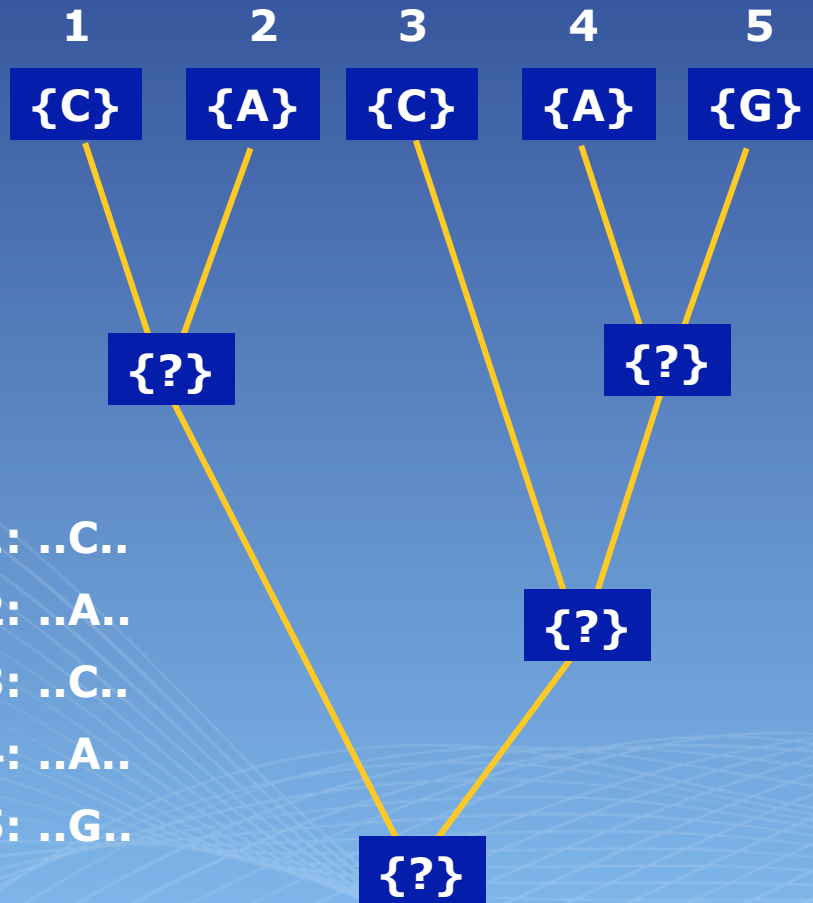 1 2 3 4 5
{C} {A} {C} {A} {G}
{?} {?}
: ..C..
: ..A..
{?}
: ..C..
: ..A..
: ..G..
{?}